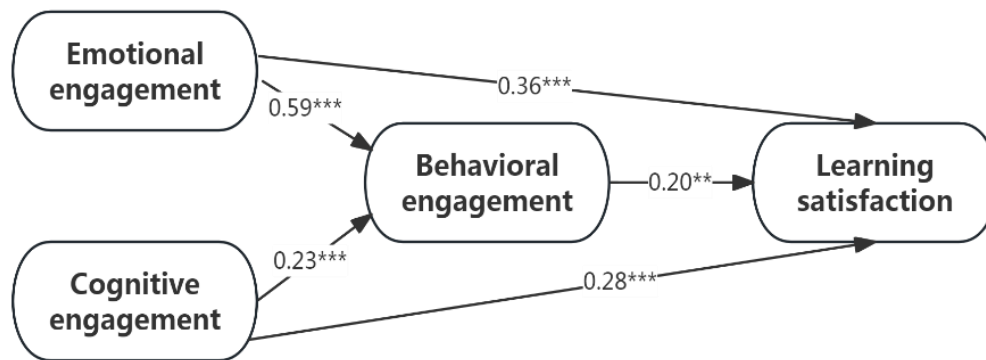 Emotional
engagement
0.36***
0.59***
Behavioral
engagement
0.20**
Learning
satisfaction
0.23***
Cognitive
engagement
0.28***